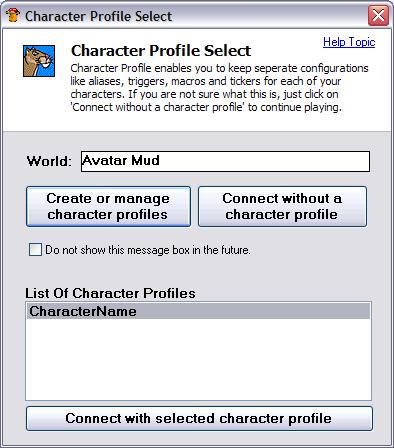 Character Profile Select
Help Topic
Character Profile Select
Character Profile enables you to keep seperate configurations
like aliases, triggers, macros and tickers for each of your
characters. If you are not sure what this is, just click on
'Connect without a character profile' to continue playing.
World: Avatar Mud
Create or manage
character profiles
Connect without a
character profile
Do not show this message box in the future.
List Of Character Profiles
CharacterName
Connect with selected character profile